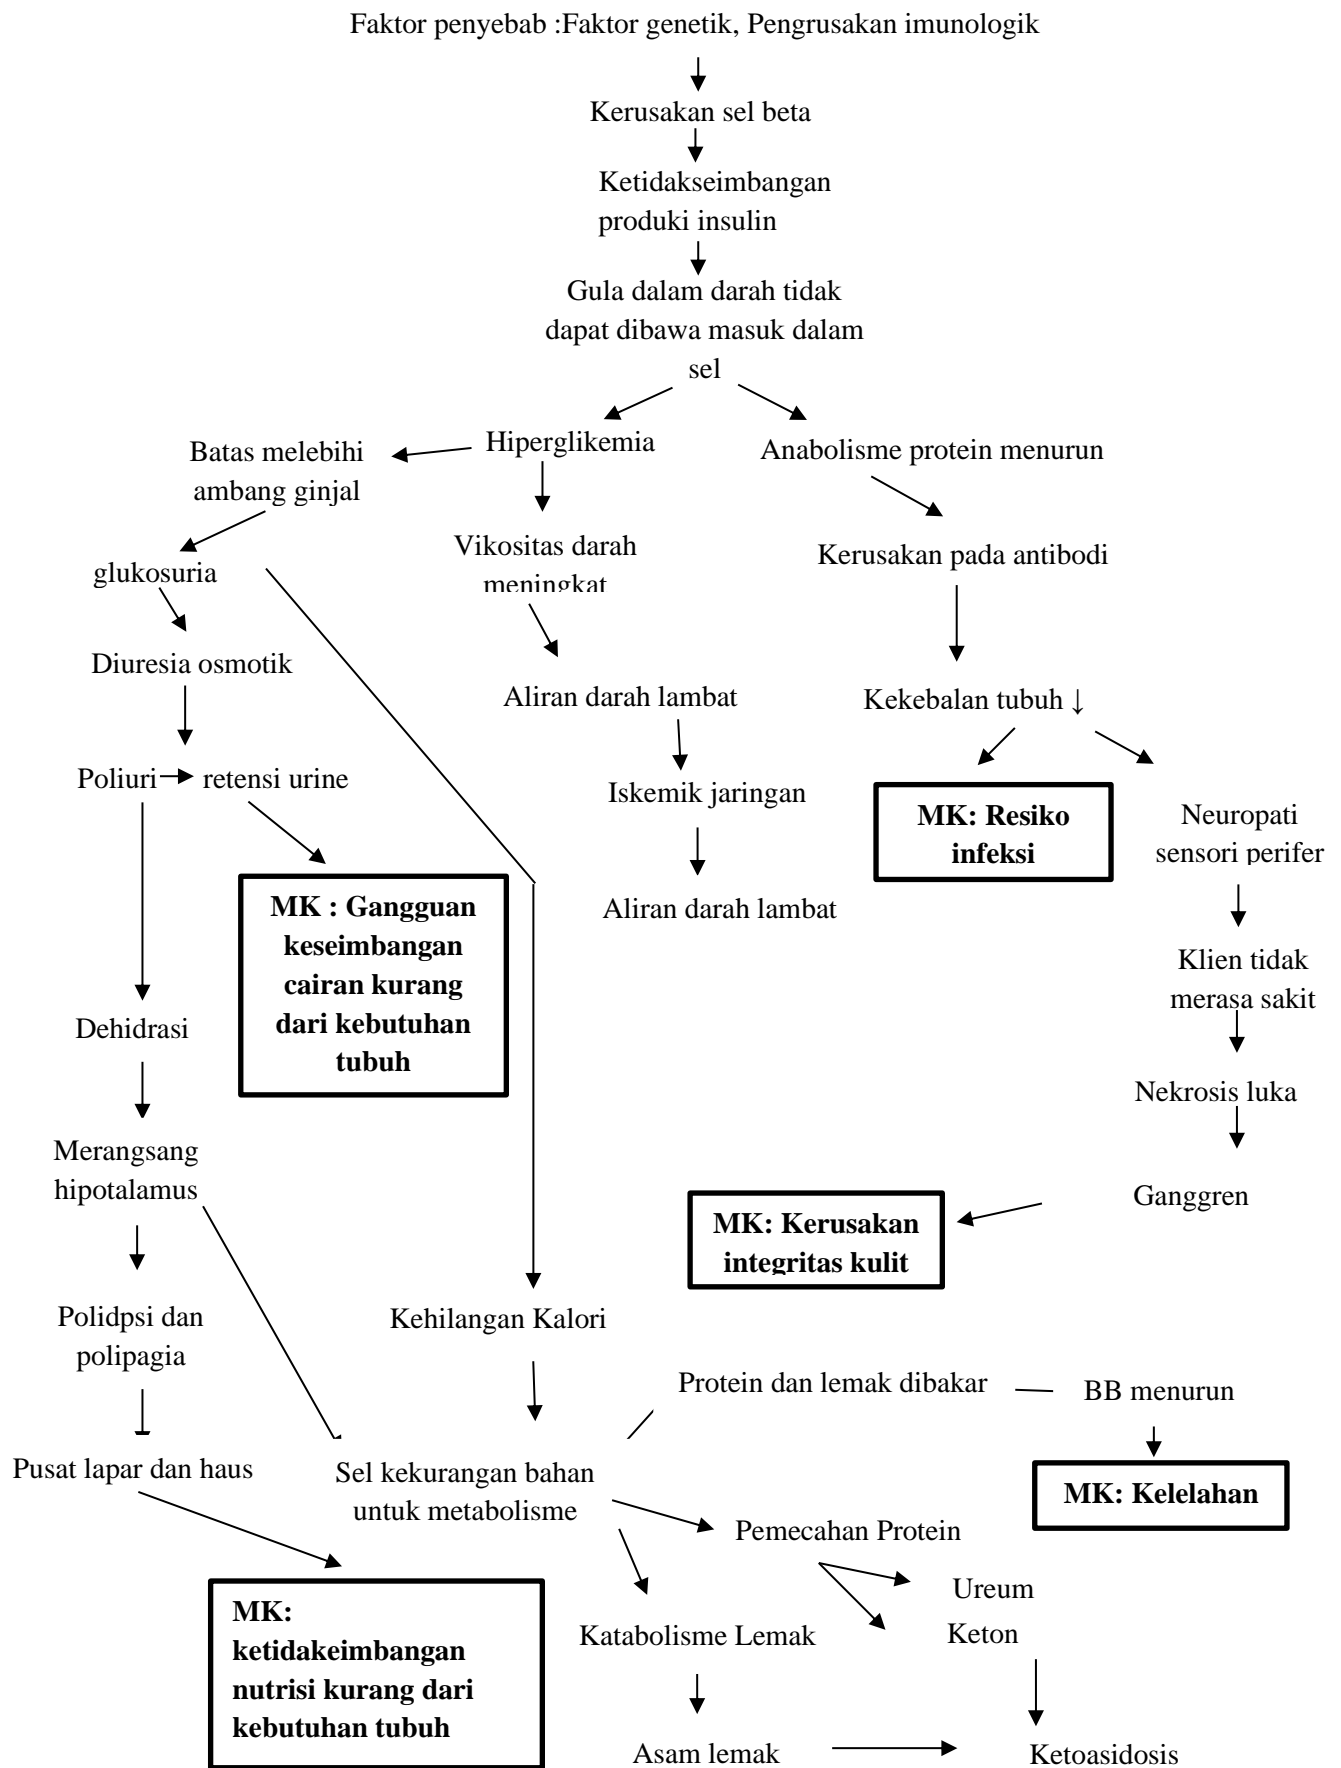 Faktor penyebab :Faktor genetik, Pengrusakan imunologik
Kerusakan sel beta
Ketidakseimbangan
produki insulin
Gula dalam darah tidak
dapat dibawa masuk dalam
sel
Batas melebihi
ambang ginjal
Hiperglikemia
Anabolisme protein menurun
glukosuria
Vikositas darah
meningkat
Kerusakan pada antibodi
Diuresia osmotik
Aliran darah lambat
Kekebalan tubuh ↓
Poliuri
retensi urine
Iskemik jaringan
MK: Resiko
infeksi
Neuropati
sensori perifer
MK : Gangguan
keseimbangan
cairan kurang
dari kebutuhan
tubuh
Aliran darah lambat
Klien tidak
merasa sakit
Dehidrasi
Nekrosis luka
Merangsang
hipotalamus
MK: Kerusakan
integritas kulit
Ganggren
Polidpsi dan
polipagia
Kehilangan Kalori
Protein dan lemak dibakar
BB menurun
Pusat lapar dan haus
Sel kekurangan bahan
untuk metabolisme
MK: Kelelahan
Pemecahan Protein
Ureum
Keton
MK:
ketidakeimbangan
nutrisi kurang dari
kebutuhan tubuh
Katabolisme Lemak
Asam lemak
Ketoasidosis